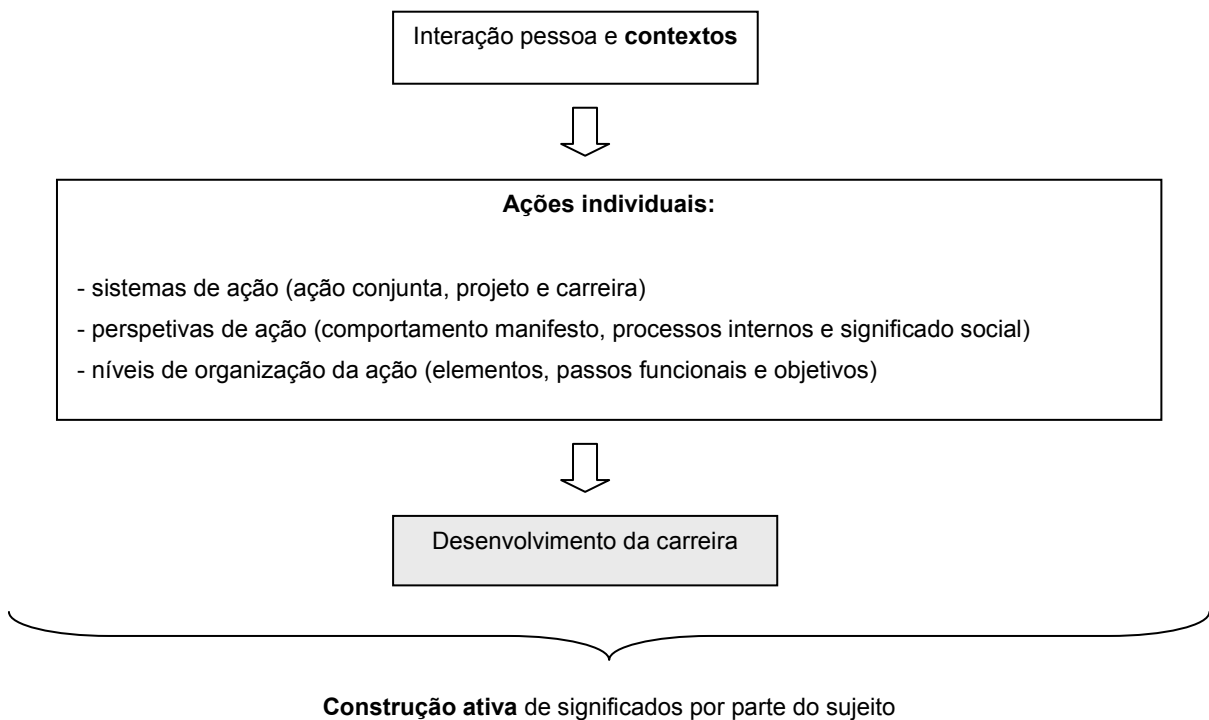 Interação pessoa e contextos
Ações individuais:
- sistemas de ação (ação conjunta, projeto e carreira)
- perspetivas de ação (comportamento manifesto, processos internos e significado social)
- níveis de organização da ação (elementos, passos funcionais e objetivos)
Desenvolvimento da carreira
Construção ativa de significados por parte do sujeito